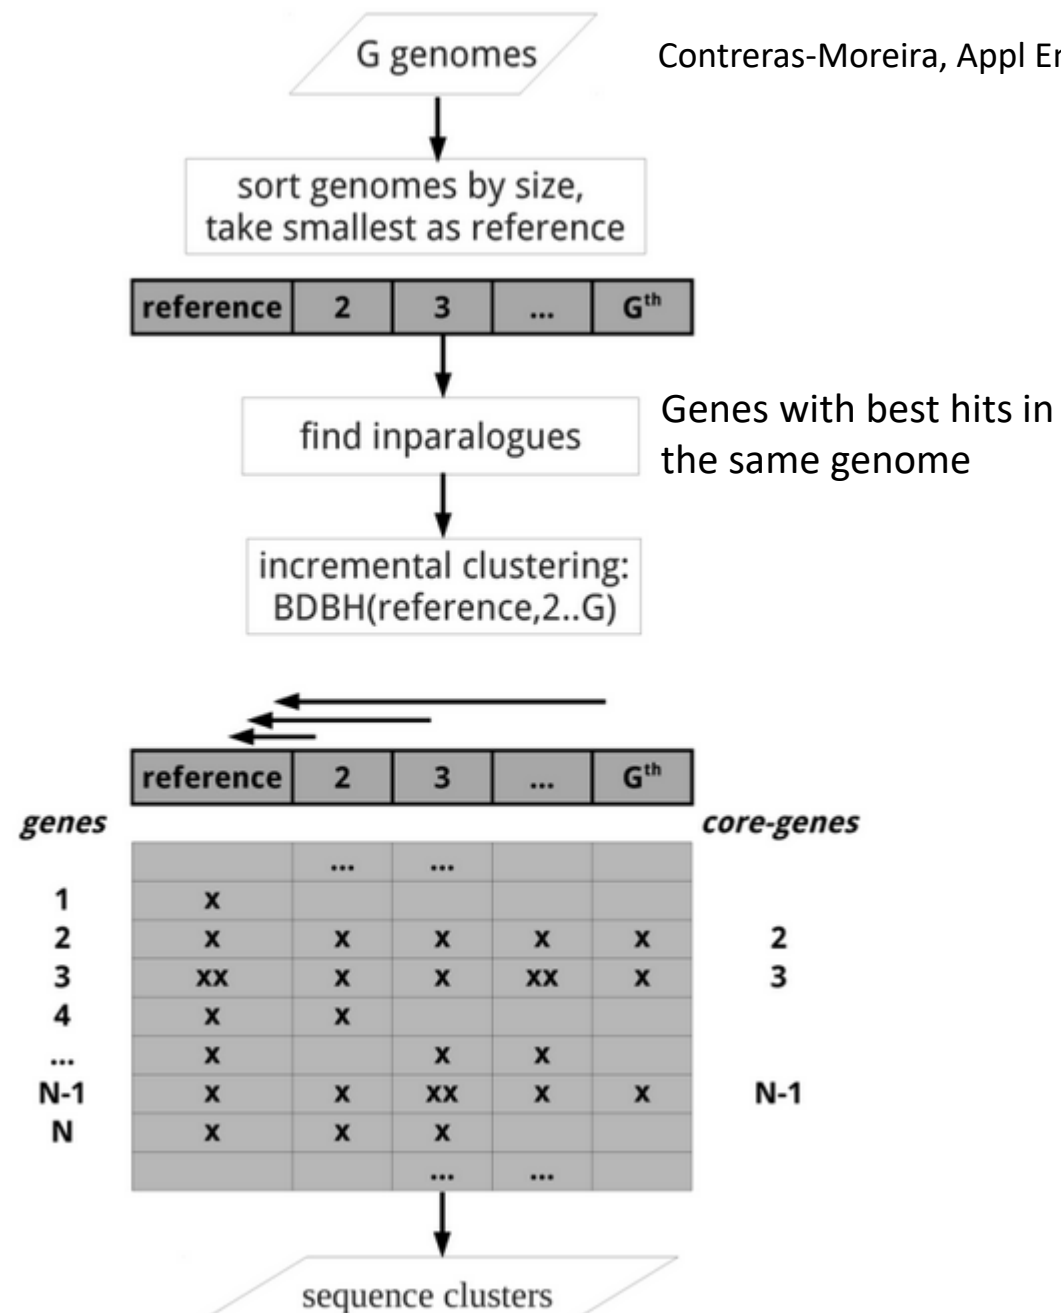 G genomes
Contreras-Moreira, Appl
sort genomes by size,
take smallest as reference
reference 2 3 ... Gth
find inparalogues
Genes with best hits in
the same genome
incremental clustering:
BDBH(reference,2..G)
reference 2 3 ... Gth
genes
core-genes
... ...
1 x
2 x x x x x 2
3 xx x x xx x 3
4 x x
... x x x
N-1 x x xx x x N-1
N x x x
... ...
sequence clusters